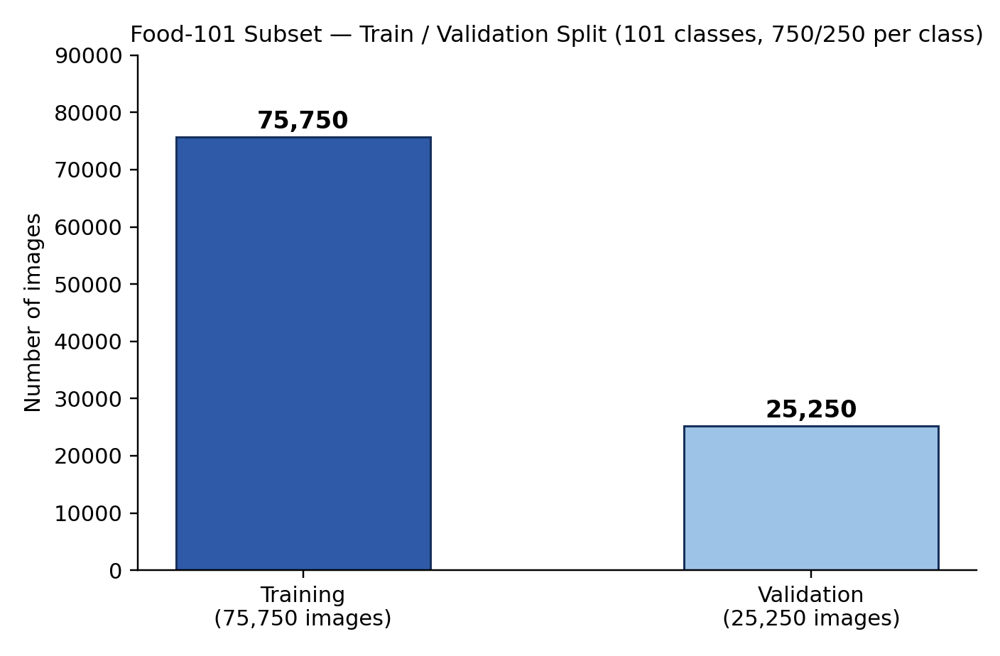 Food-101 Subset — Train / Validation Split (101 classes, 750/250 per class)
Number of images
90000
80000
70000
60000
50000
40000
30000
20000
10000
0
75,750
25,250
Training
(75,750 images)
Validation
(25,250 images)